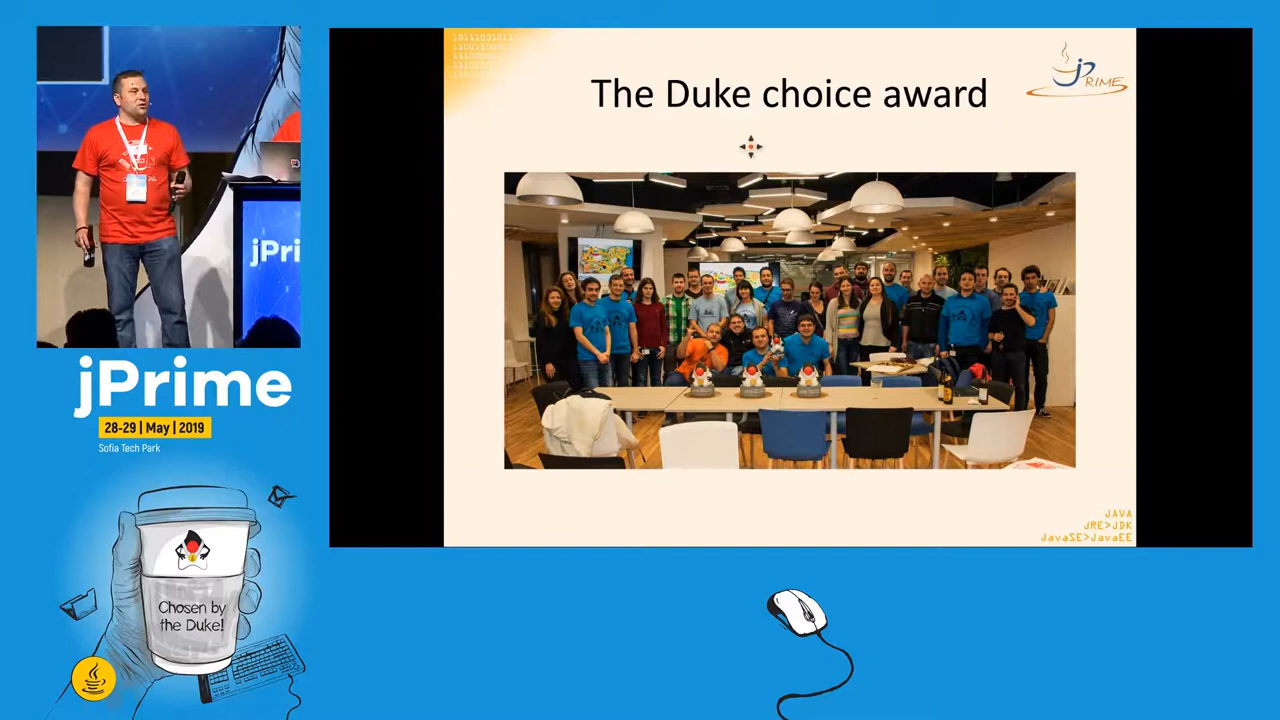 The Duke choice award
jPRIME
jPri
jPrime
28-29 | May | 2019
Sofia Tech Park
Chosen by
the Duke!
JAVA
JRE>JDK
JavaSE>JavaEE